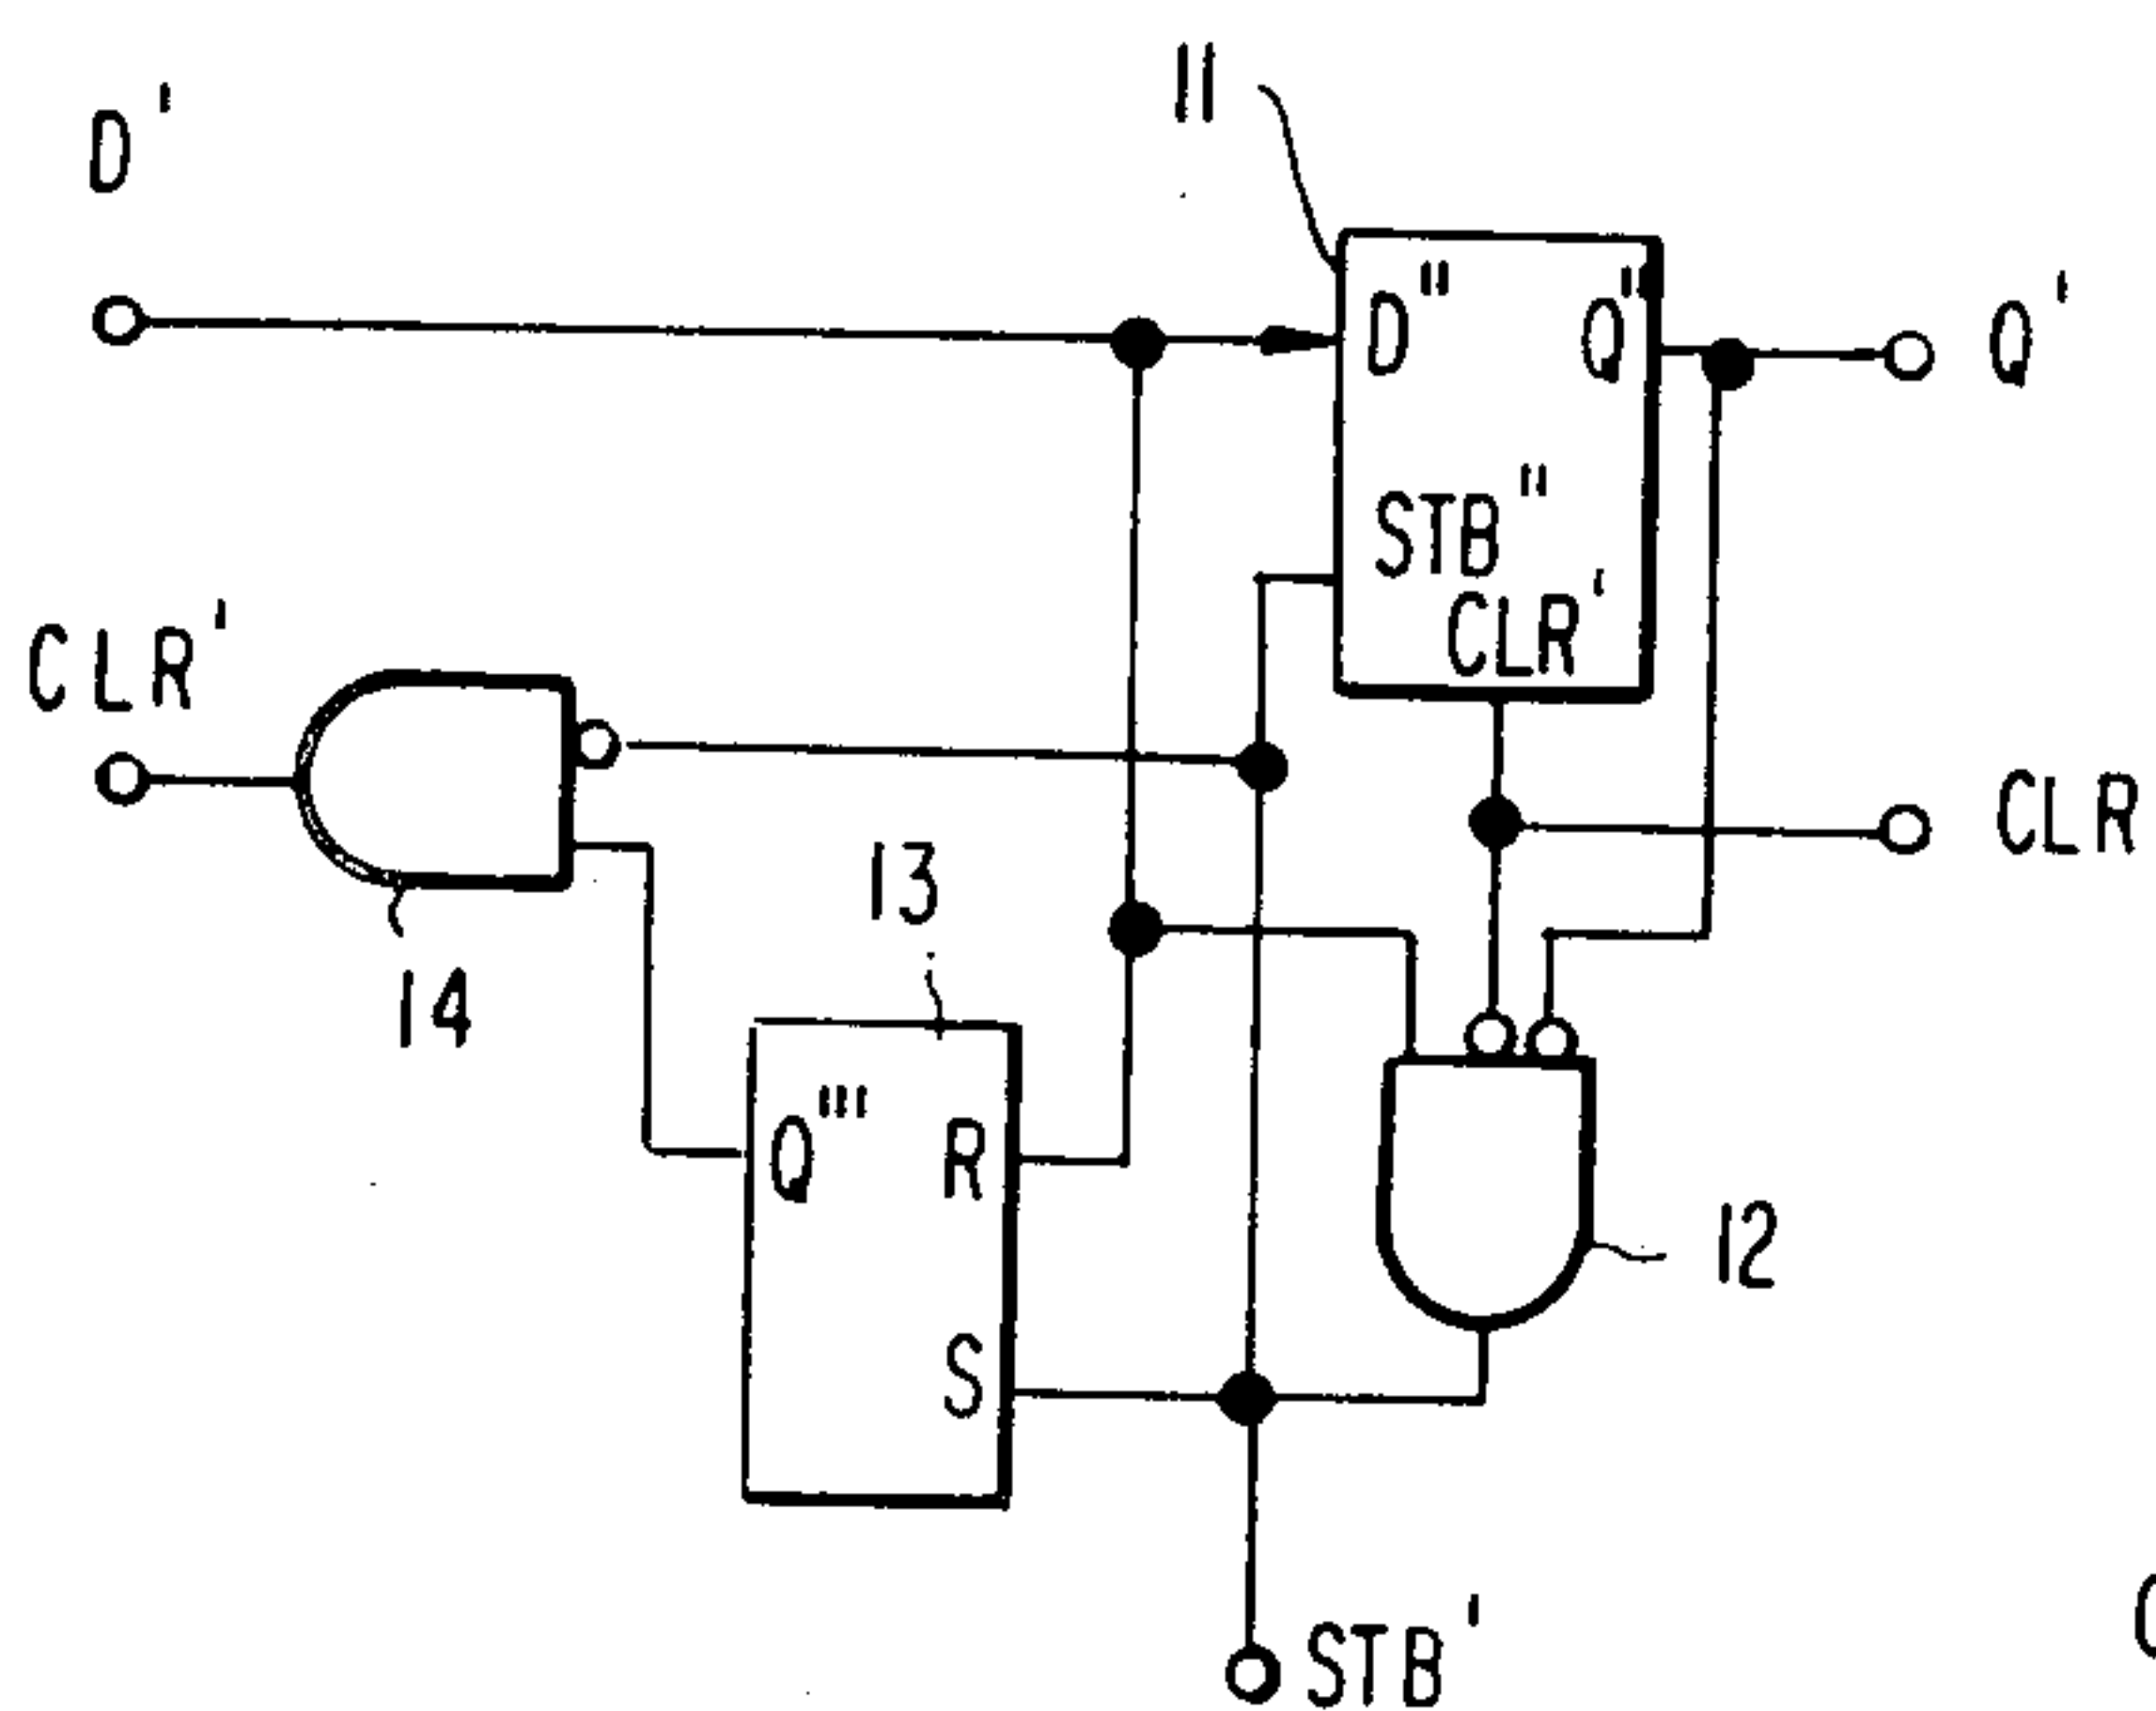 11
D'
D" Q"
Q'
STB"
CLR'
CLR'
CLR
13
14
Q''' R
12
S
STB'